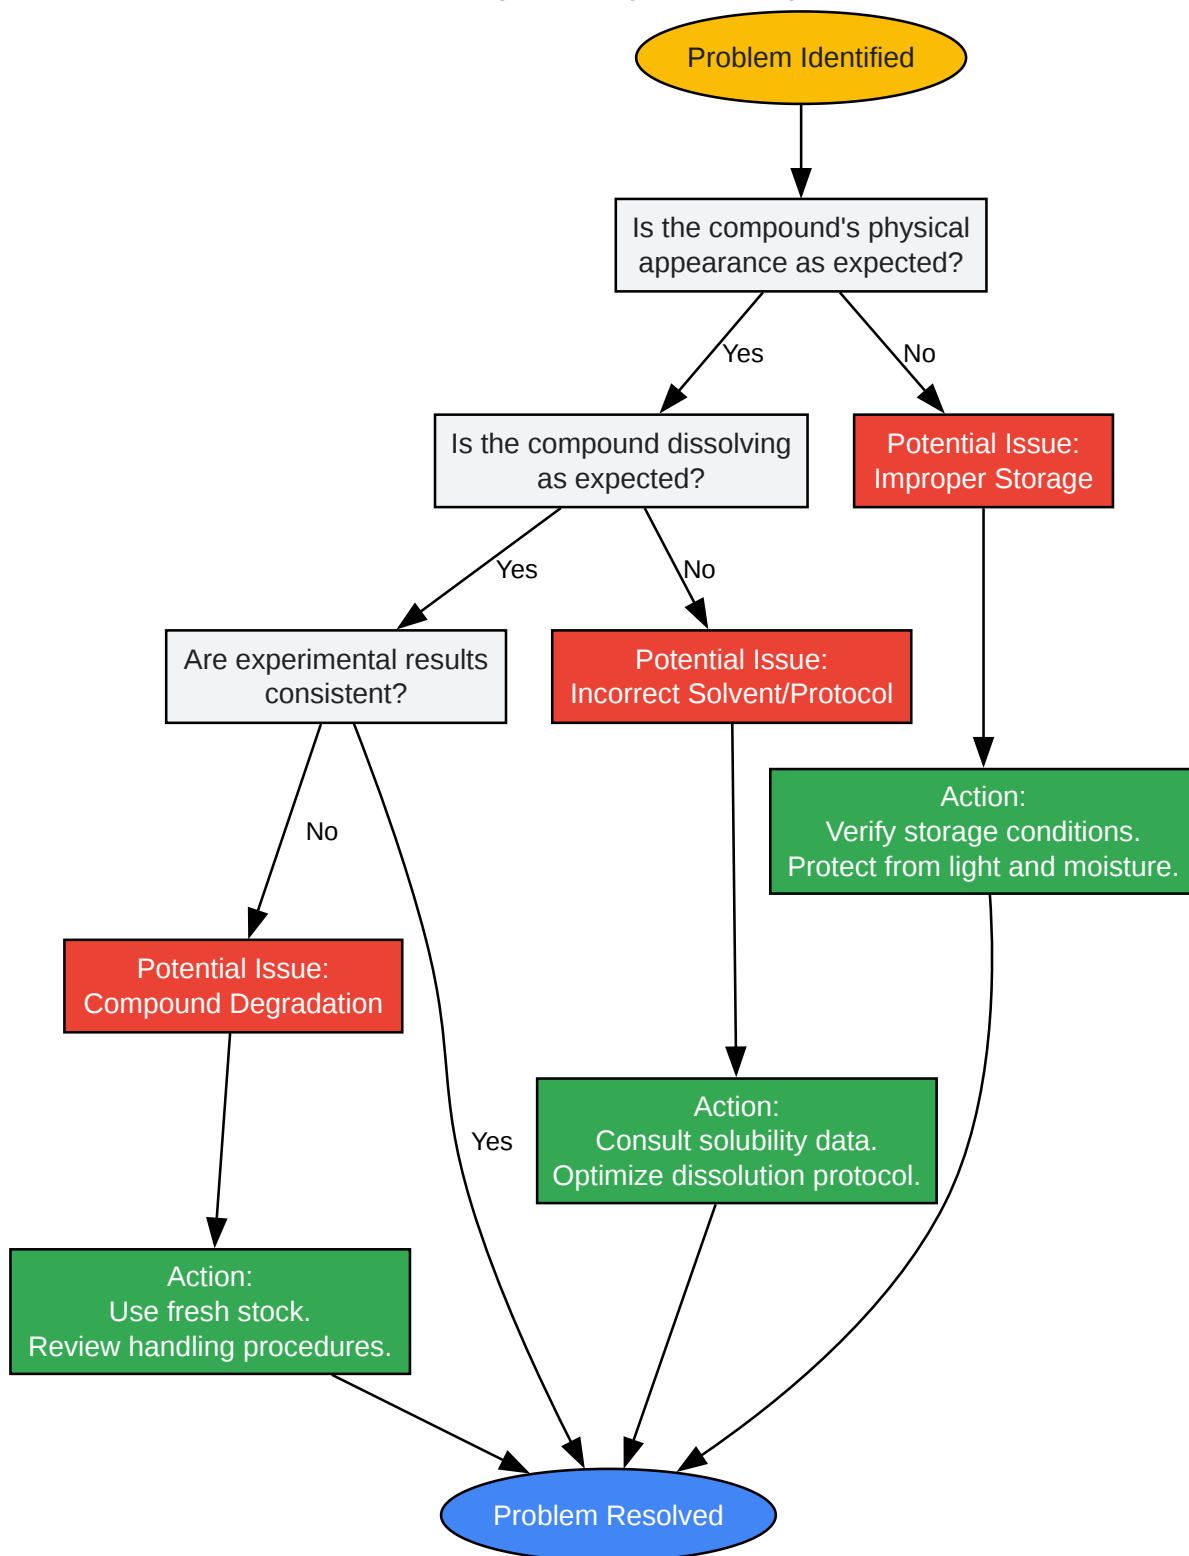 Problem Identified
Is the compound's physical
appearance as expected?
Yes
No
Is the compound dissolving
as expected?
Potential Issue:
Improper Storage
Yes
No
Are experimental results
consistent?
Potential Issue:
Incorrect Solvent/Protocol
Action:
Verify storage conditions.
Protect from light and moisture.
No
Potential Issue:
Compound Degradation
Yes
Action:
Consult solubility data.
Optimize dissolution protocol.
Action:
Use fresh stock.
Review handling procedures.
Problem Resolved